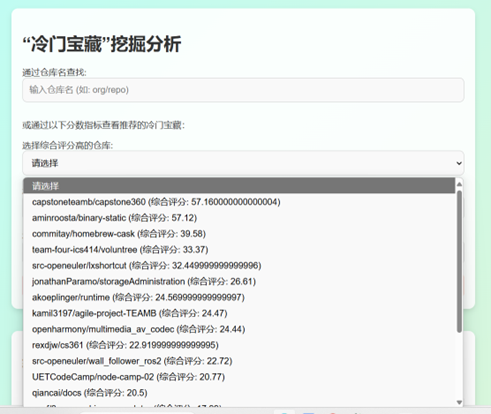 “冷门宝藏”挖掘分析
通过仓库名查找:
输入仓库名 (如: org/repo)
或通过以下分数指标查看推荐的冷门宝藏:
选择综合评分高的仓库:
请选择
请选择
capstoneteamb/capstone360 (综合评分: 57.160000000000004)
aminroosta/binary-static (综合评分: 57.12)
commitay/homebrew-cask (综合评分: 39.58)
team-four-ics414/voluntree (综合评分: 33.37)
src-openeuler/lxshortcut (综合评分: 32.449999999999996)
jonathanParamo/storageAdministration (综合评分: 26.61)
akoeplinger/runtime (综合评分: 24.569999999999997)
kamil3197/agile-project-TEAMB (综合评分: 24.47)
openharmony/multimedia_av_codec (综合评分: 24.44)
rexdjw/cs361 (综合评分: 22.919999999999995)
src-openeuler/wall_follower_ros2 (综合评分: 22.72)
UETCodeCamp/node-camp-02 (综合评分: 20.77)
qiancai/docs (综合评分: 20.5)